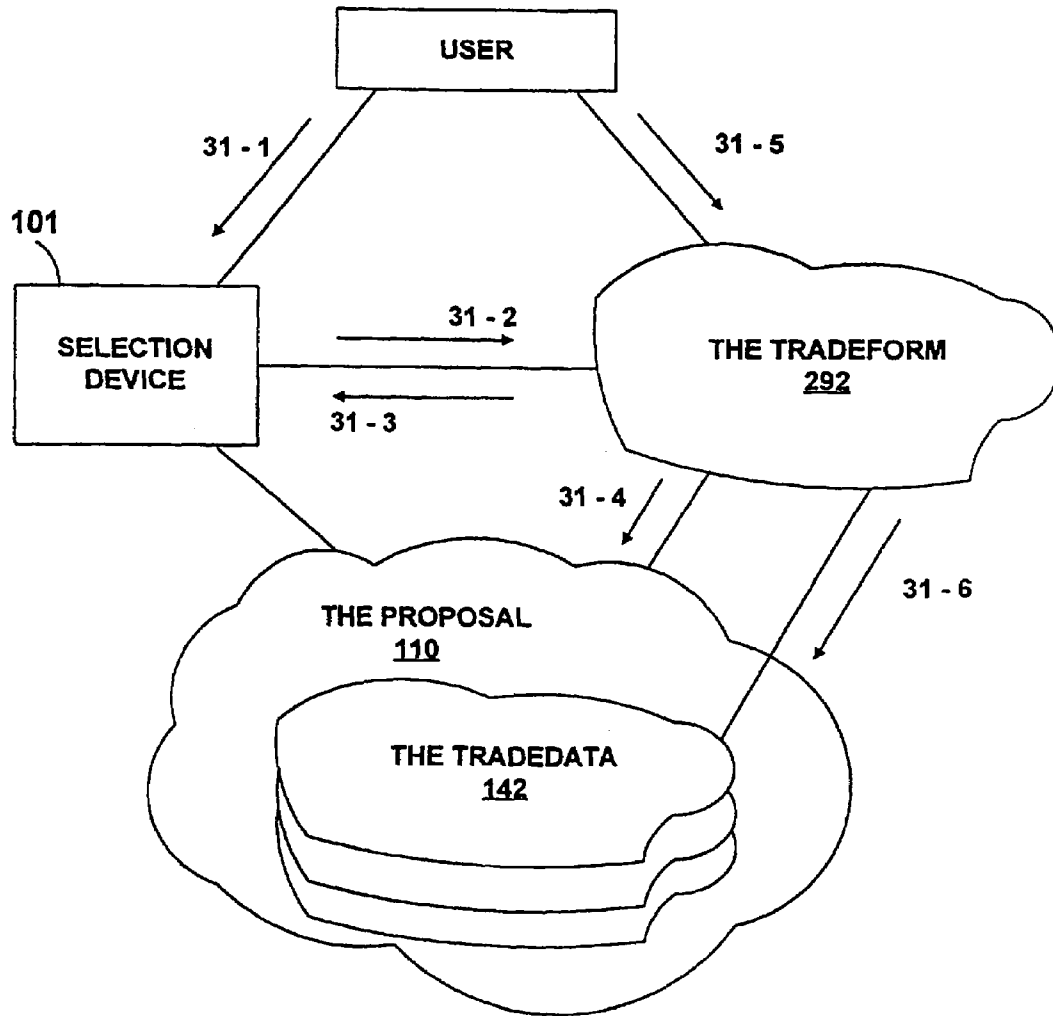 USER
31 - 1
31 - 5
101
SELECTION
DEVICE
31 - 2
31 - 3
THE TRADEFORM
292
31 - 4
31 - 6
THE PROPOSAL
110
THE TRADEDATA
142